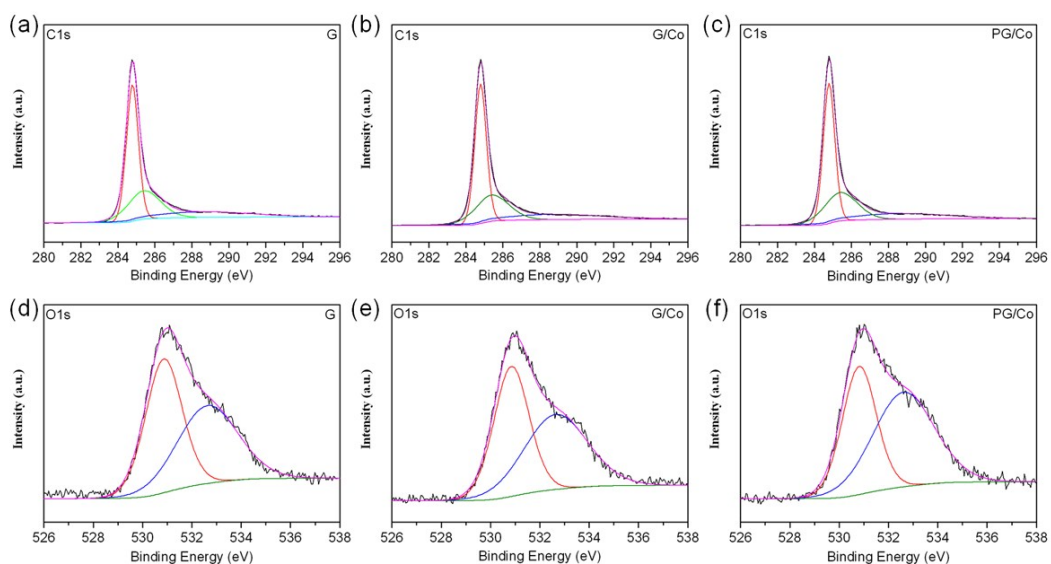 (a) C1s G
Intensity (a.u.)
280 282 284 286 288 290 292 294 296
Binding Energy (eV)
(b) C1s G/Co
Intensity (a.u.)
280 282 284 286 288 290 292 294 296
Binding Energy (eV)
(c) C1s PG/Co
Intensity (a.u.)
280 282 284 286 288 290 292 294 296
Binding Energy (eV)
(d) O1s G
Intensity (a.u.)
526 528 530 532 534 536 538
Binding Energy (eV)
(e) O1s G/Co
Intensity (a.u.)
526 528 530 532 534 536 538
Binding Energy (eV)
(f) O1s PG/Co
Intensity (a.u.)
526 528 530 532 534 536 538
Binding Energy (eV)